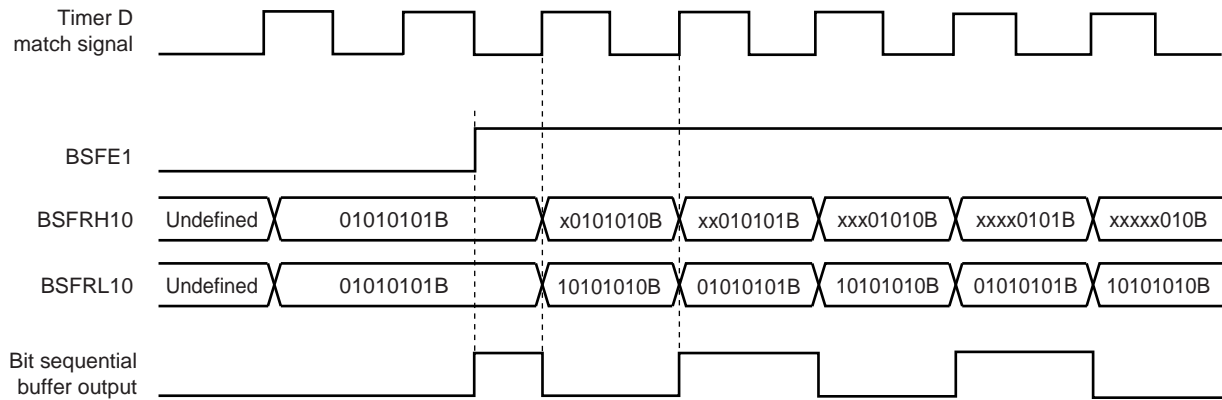 Timer D
match signal
BSFE1
BSFRH10 Undefined 01010101B x0101010B xx010101B xxx01010B xxxx0101B xxxxx010B
BSFRL10 Undefined 01010101B 10101010B 01010101B 10101010B 01010101B 10101010B
Bit sequential
buffer output